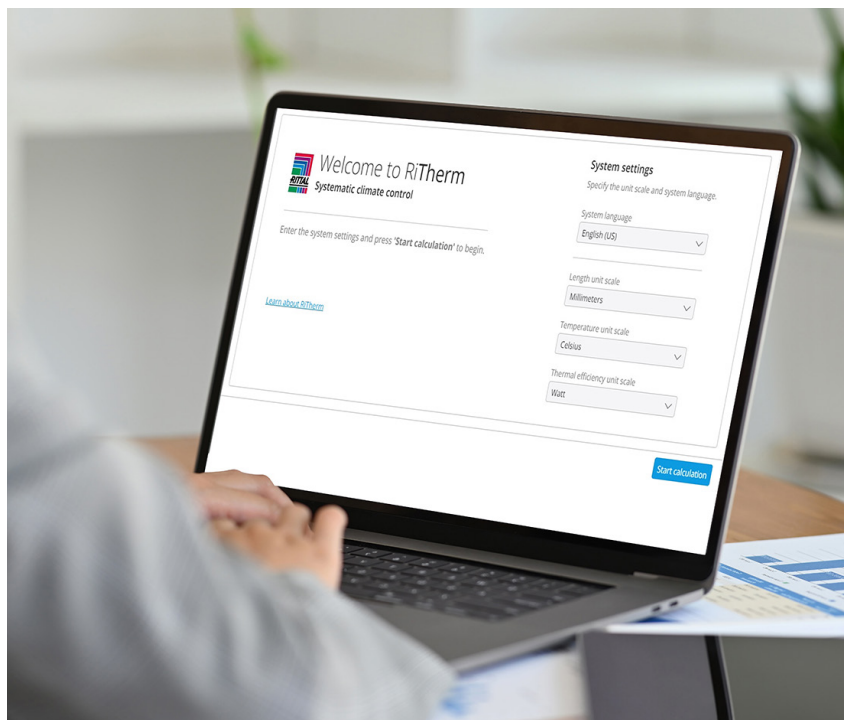 RITTAL
Welcome to RiTherm
Systematic climate control
Enter the system settings and press 'Start calculation' to begin.
Learn about RiTherm
System settings
Specify the unit scale and system language.
System language
English (US)
Length unit scale
Millimeters
Temperature unit scale
Celsius
Thermal efficiency unit scale
Watt
Start calculation